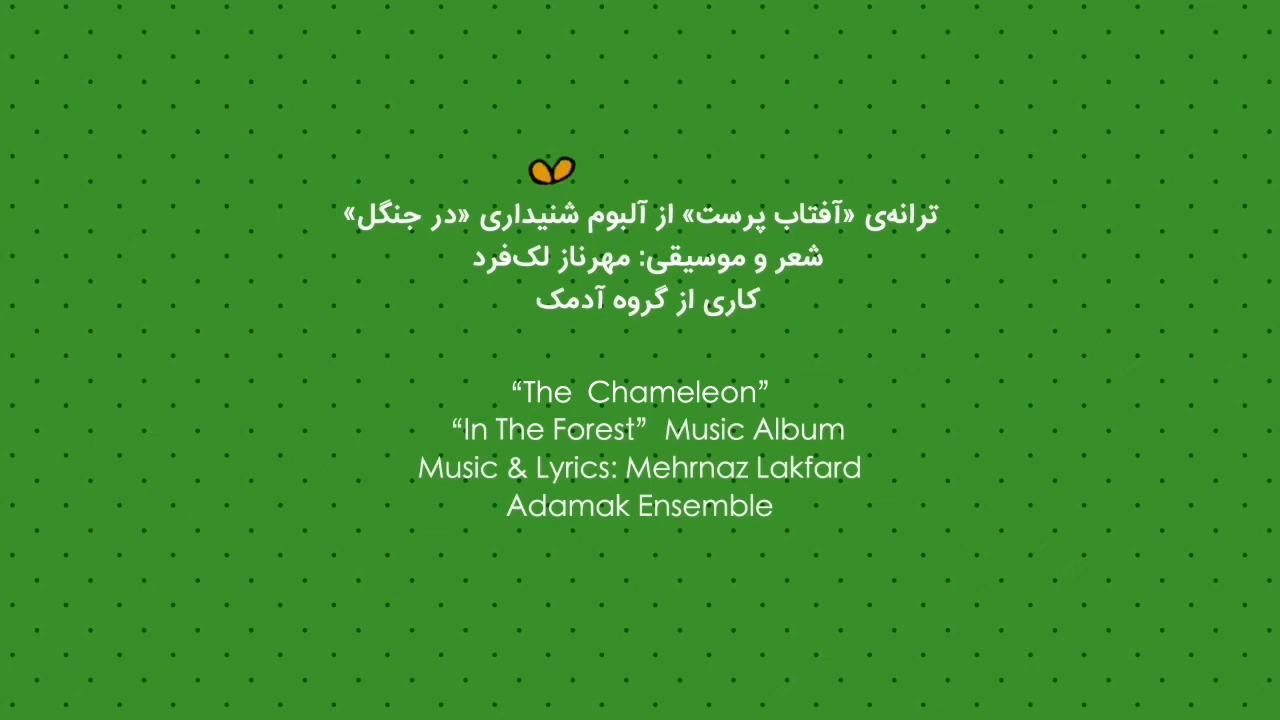 ترانه‌ی «آفتاب پرست» از آلبوم شنیداری «در جنگل»
شعر و موسیقی: مهرناز لک‌فرد
کاری از گروه آدمک
“The Chameleon”
“In The Forest” Music Album
Music & Lyrics: Mehrnaz Lakfard
Adamak Ensemble